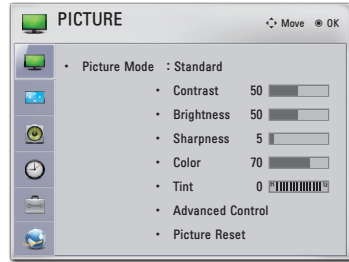 PICTURE Move OK
• Picture Mode : Standard
• Contrast 50
• Brightness 50
• Sharpness 5
• Color 70
• Tint 0 R G
• Advanced Control
• Picture Reset